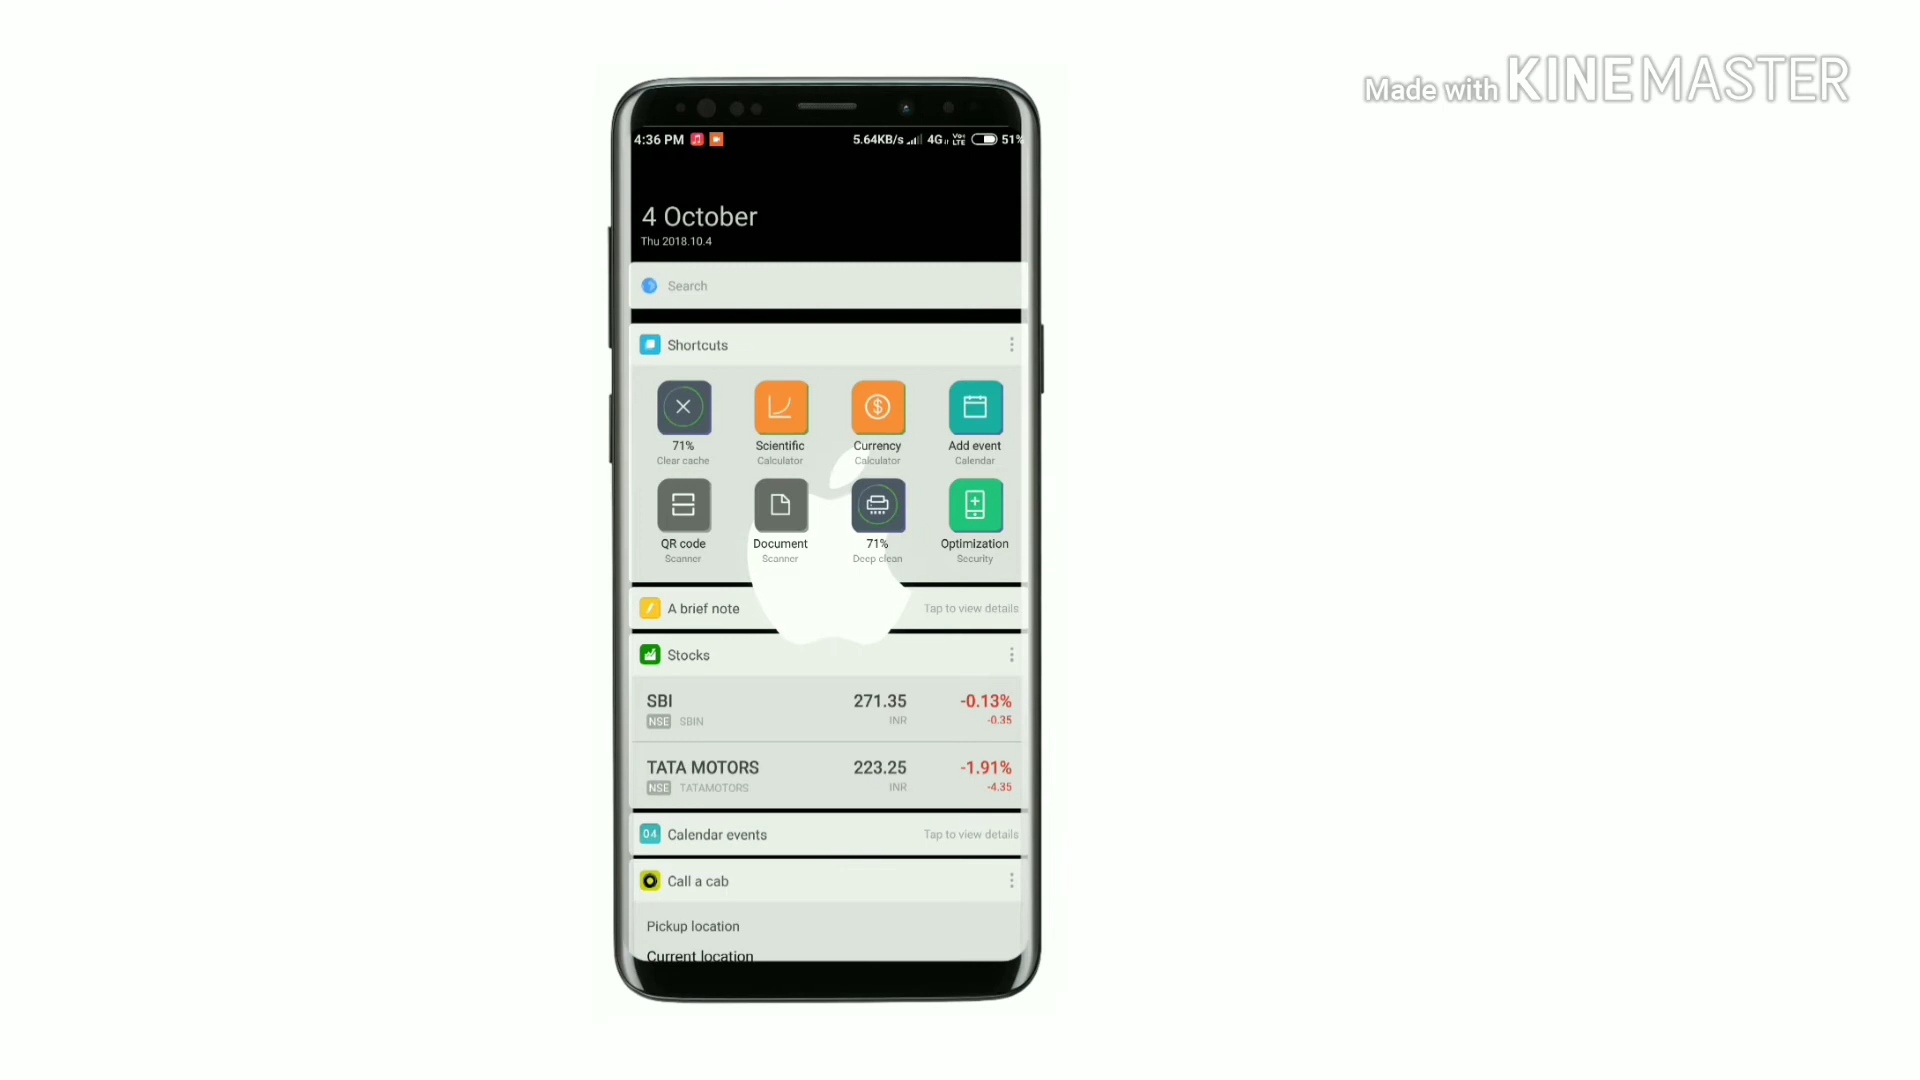 Made with KINEMASTER
4:36 PM 5.64KB/s 4G VoLTE 51%
4 October
Thu 2018.10.4
Search
Shortcuts
71% Scientific Currency Add event
Clear cache Calculator Calculator Calendar
QR code Document 71% Optimization
Scanner Scanner Deep clean Security
A brief note Tap to view details
Stocks
SBI 271.35 -0.13%
NSE SBIN INR -0.35
TATA MOTORS 223.25 -1.91%
NSE TATAMOTORS INR -4.35
04 Calendar events Tap to view details
Call a cab
Pickup location
Current location